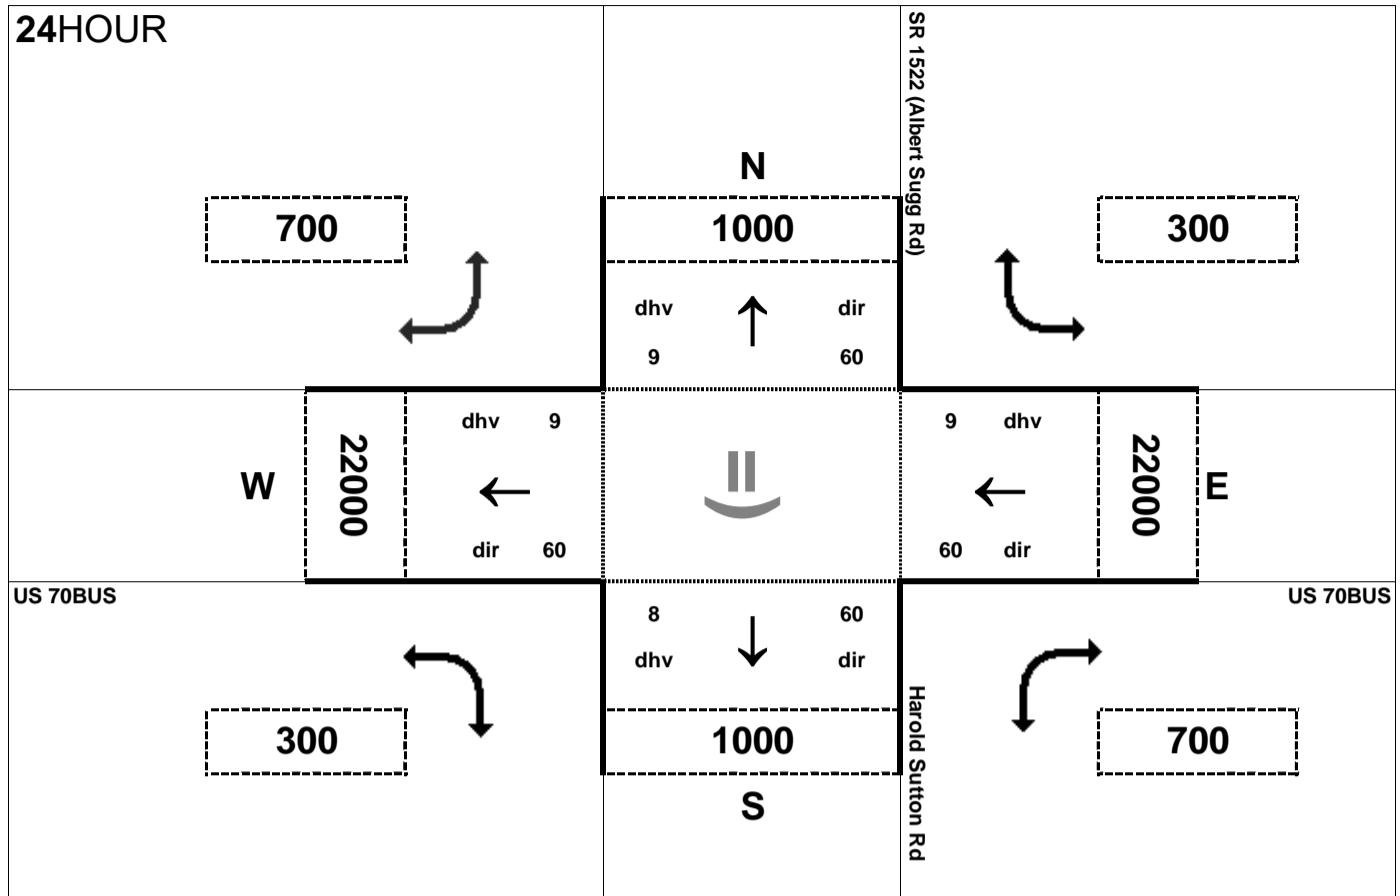 24HOUR
SR 1522 (Albert Sugg Rd)
N
700
1000
300
dhv
dir
9
60
dhv 9
9 dhv
W
22000
22000
E
dir 60
60 dir
US 70BUS
US 70BUS
8
60
dhv
dir
Harold Sutton Rd
300
1000
700
S